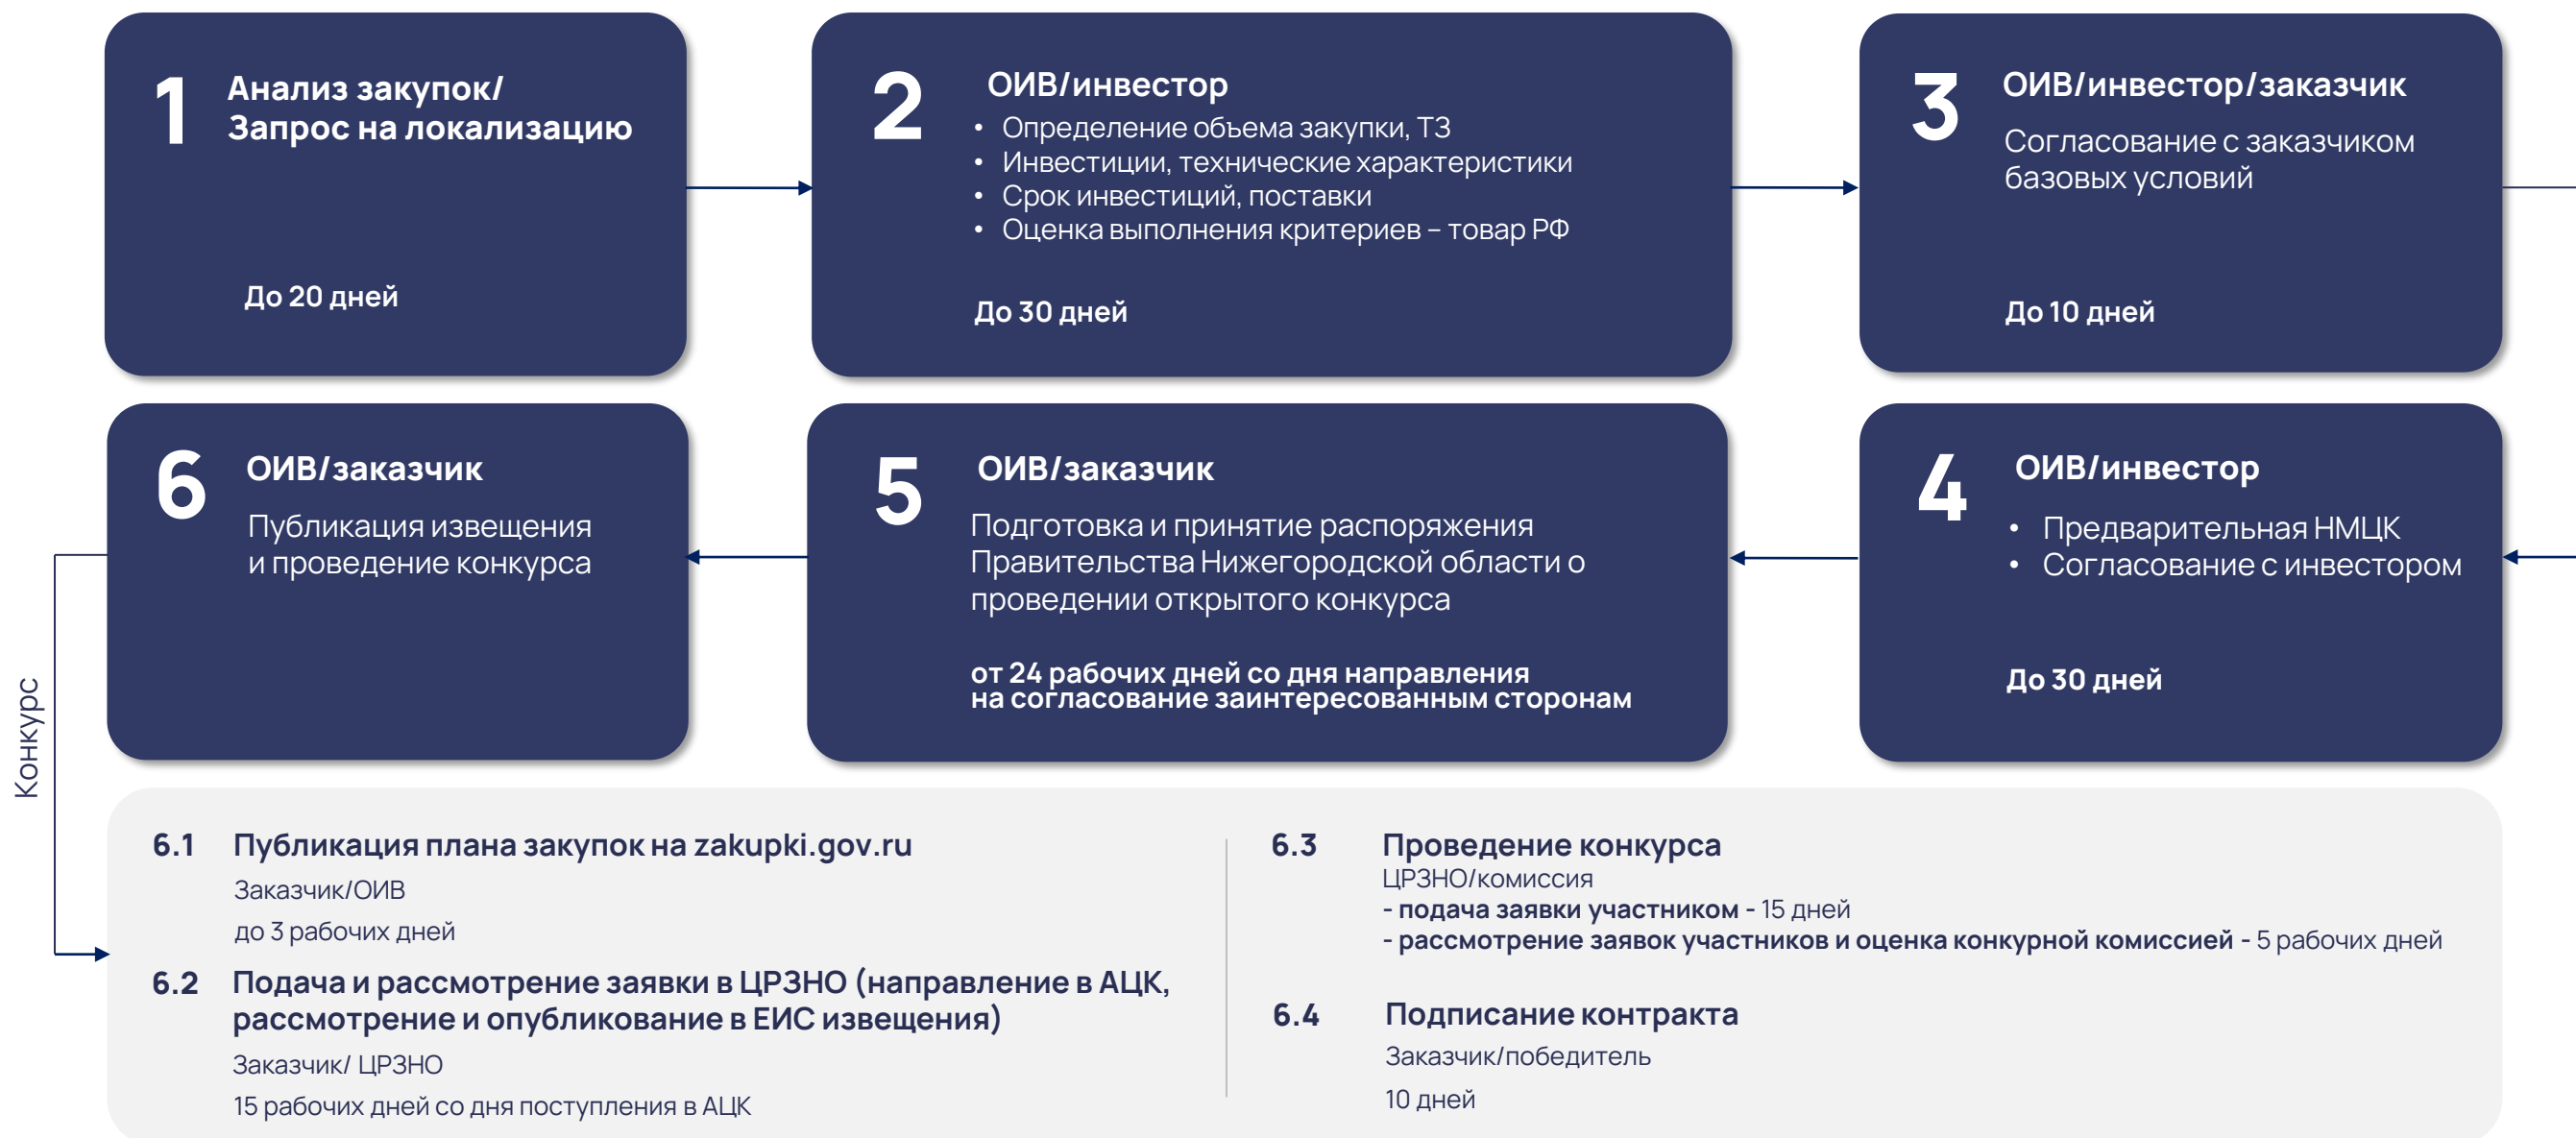 1
Анализ закупок/
Запрос на локализацию
До 20 дней
2
ОИВ/инвестор
• Определение объема закупки, ТЗ
• Инвестиции, технические характеристики
• Срок инвестиций, поставки
• Оценка выполнения критериев – товар РФ
До 30 дней
3
ОИВ/инвестор/заказчик
Согласование с заказчиком
базовых условий
До 10 дней
4
ОИВ/инвестор
• Предварительная НМЦК
• Согласование с инвестором
До 30 дней
5
ОИВ/заказчик
Подготовка и принятие распоряжения
Правительства Нижегородской области о
проведении открытого конкурса
от 24 рабочих дней со дня направления
на согласование заинтересованным сторонам
6
ОИВ/заказчик
Публикация извещения
и проведение конкурса
Конкурс
6.1 Публикация плана закупок на zakupki.gov.ru
Заказчик/ОИВ
до 3 рабочих дней
6.2 Подача и рассмотрение заявки в ЦРЗНО (направление в АЦК,
рассмотрение и опубликование в ЕИС извещения)
Заказчик/ ЦРЗНО
15 рабочих дней со дня поступления в АЦК
6.3 Проведение конкурса
ЦРЗНО/комиссия
- подача заявки участником - 15 дней
- рассмотрение заявок участников и оценка конкурной комиссией - 5 рабочих дней
6.4 Подписание контракта
Заказчик/победитель
10 дней